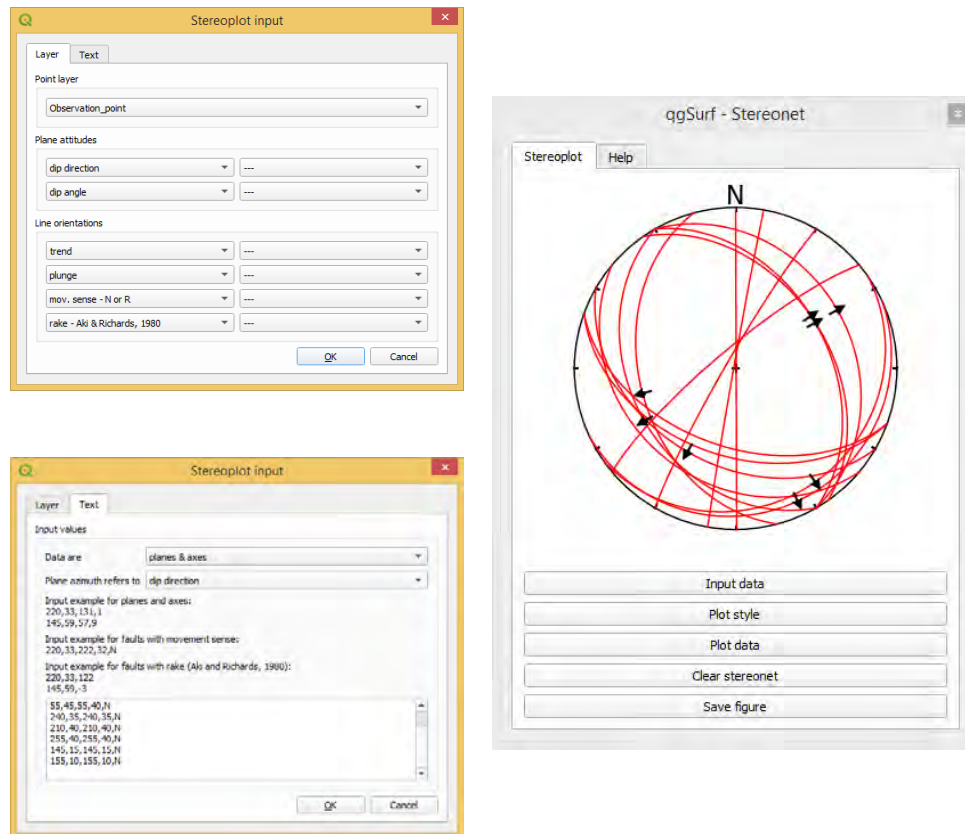 Stereoplot input
Layer Text
Point layer
Observation_point
Plane attitudes
dip direction ---
dip angle ---
Line orientations
trend ---
plunge ---
mov. sense - N or R ---
rake - Aki & Richards, 1980 ---
OK Cancel
Stereoplot input
Layer Text
Input values
Data are planes & axes
Plane azimuth refers to dip direction
Input example for planes and axes:
220,33,131,1
145,59,57,9
Input example for faults with movement sense:
220,33,222,32,N
Input example for faults with rake (Aki and Richards, 1980):
220,33,122
145,59,-3
55,45,55,40,N
240,35,240,35,N
210,40,210,40,N
255,40,255,40,N
145,15,145,15,N
155,10,155,10,N
OK Cancel
qgSurf - Stereonet
Stereoplot Help
N
Input data
Plot style
Plot data
Clear stereonet
Save figure